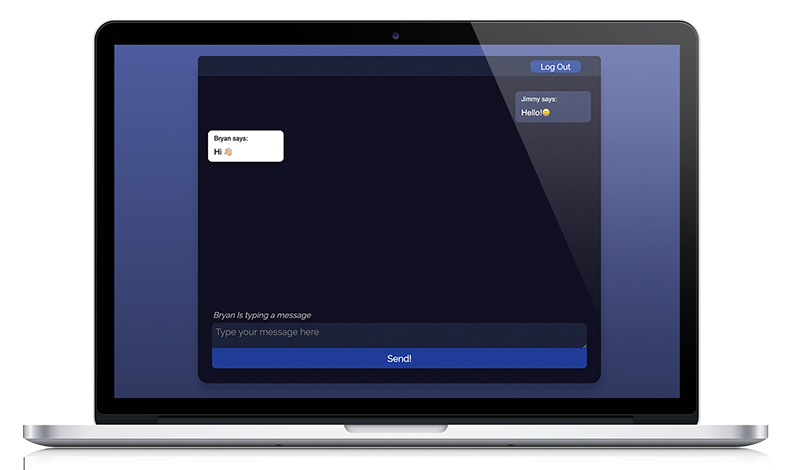 Log Out
Jimmy says:
Hello!😀
Bryan says:
Hi 👋🏼
Bryan Is typing a message
Type your message here
Send!